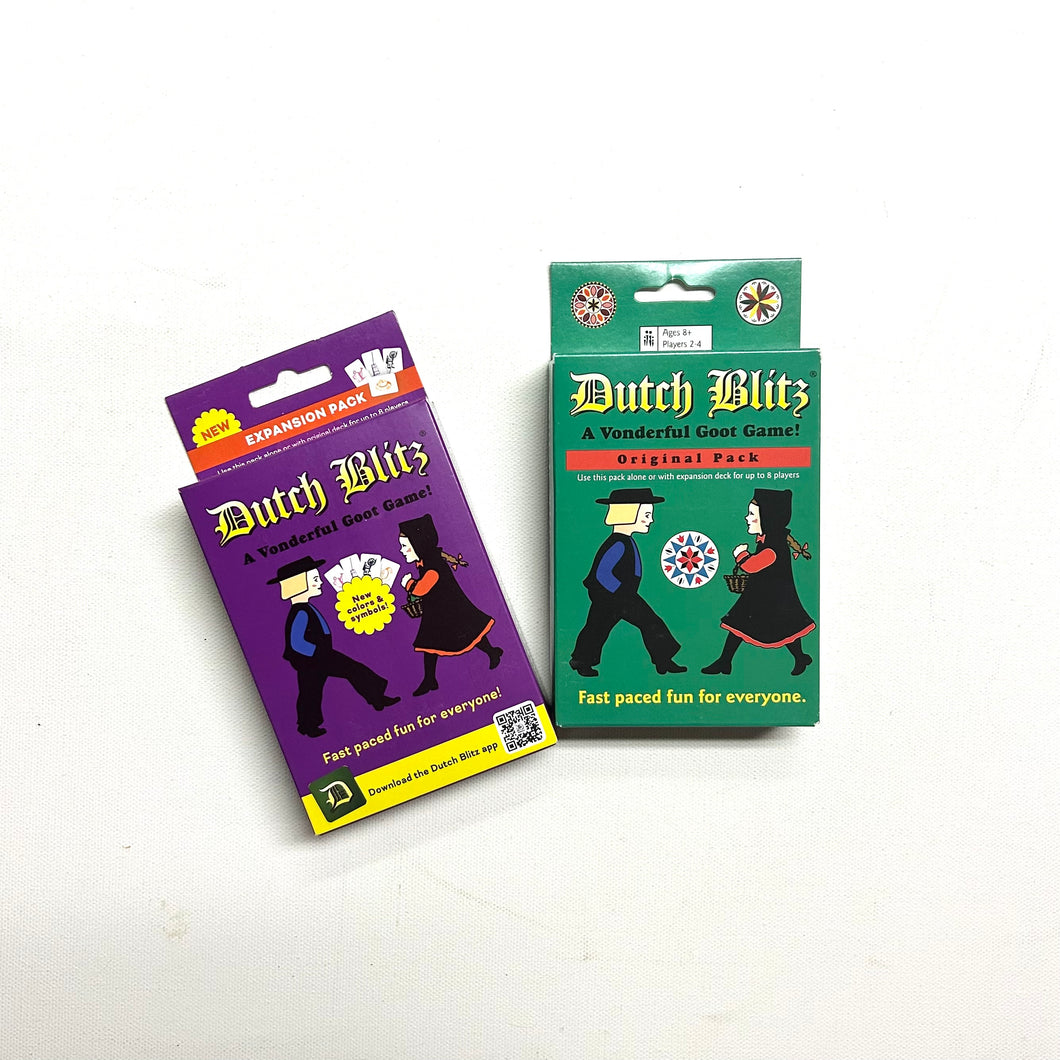 NEW
EXPANSION PACK
Use this pack alone or with original deck for up to 8 players
Dutch Blitz®
A Vonderful Goot Game!
New
colors &
symbols!
Fast paced fun for everyone!
D
Download the Dutch Blitz app
Ages 8+
Players 2-4
Dutch Blitz®
A Vonderful Goot Game!
Original Pack
Use this pack alone or with expansion deck for up to 8 players
Fast paced fun for everyone.